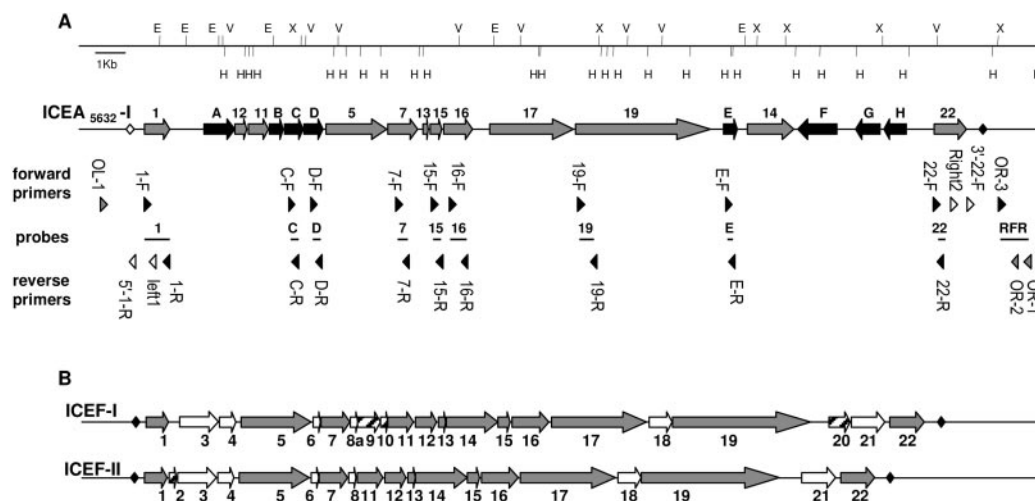 A
E E E E X V V V E V X V V E X X X V X
1Kb
H HHH H H H H H H H HH HHH H H H H H H H H
ICEA 5632 -I 1 A 12 11 B C D 5 7 13 15 16 17 19 E 14 F G H 22
forward primers OL-1 1-F C-F D-F 7-F 15-F 16-F 19-F E-F 22-F Right2 3'-22-F OR-3
probes 1 C D 7 15 16 19 E 22 RFR
reverse primers 5'-1-R left1 1-R C-R D-R 7-R 15-R 16-R 19-R E-R 22-R OR-2 OR-1
B
ICEF-I
1 3 4 5 6 7 8a 9 10 11 12 13 14 15 16 17 18 19 20 21 22
ICEF-II
1 2 3 4 5 6 7 8 11 12 13 14 15 16 17 18 19 21 22